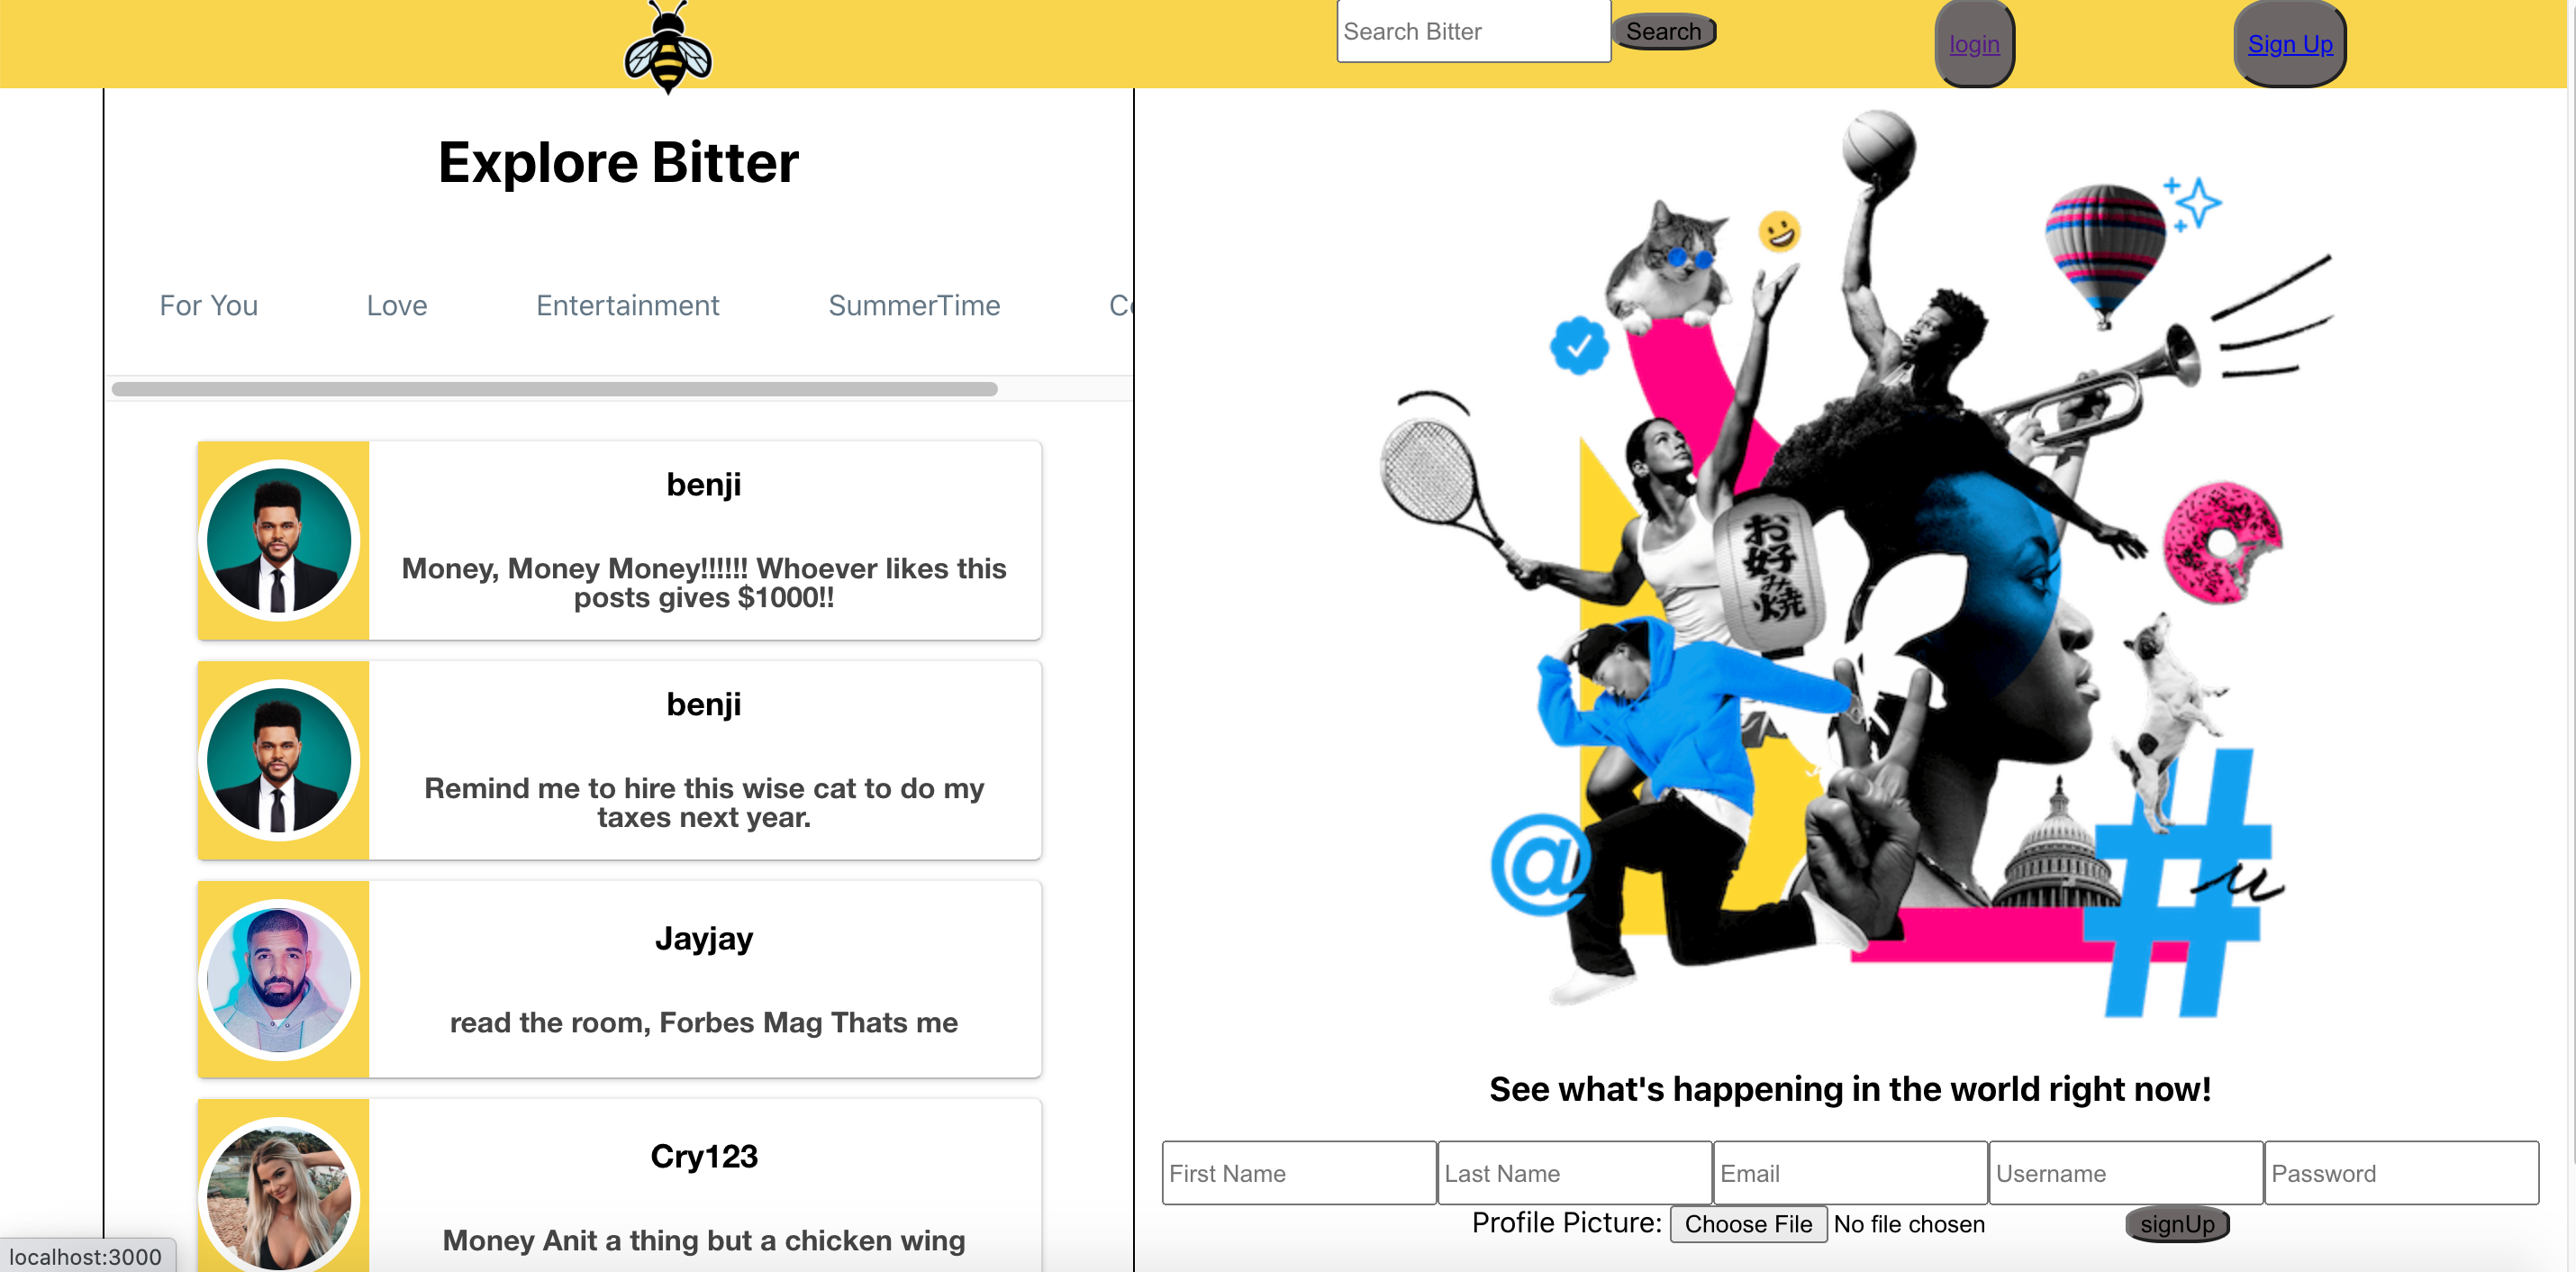 Search Bitter
Search
login
Sign Up
Explore Bitter
For You
Love
Entertainment
SummerTime
benji
Money, Money Money!!!!!! Whoever likes this
posts gives $1000!!
benji
Remind me to hire this wise cat to do my
taxes next year.
Jayjay
read the room, Forbes Mag Thats me
Cry123
Money Anit a thing but a chicken wing
お好み焼
@
#
See what's happening in the world right now!
First Name
Last Name
Email
Username
Password
Profile Picture:
Choose File
No file chosen
signUp
localhost:3000